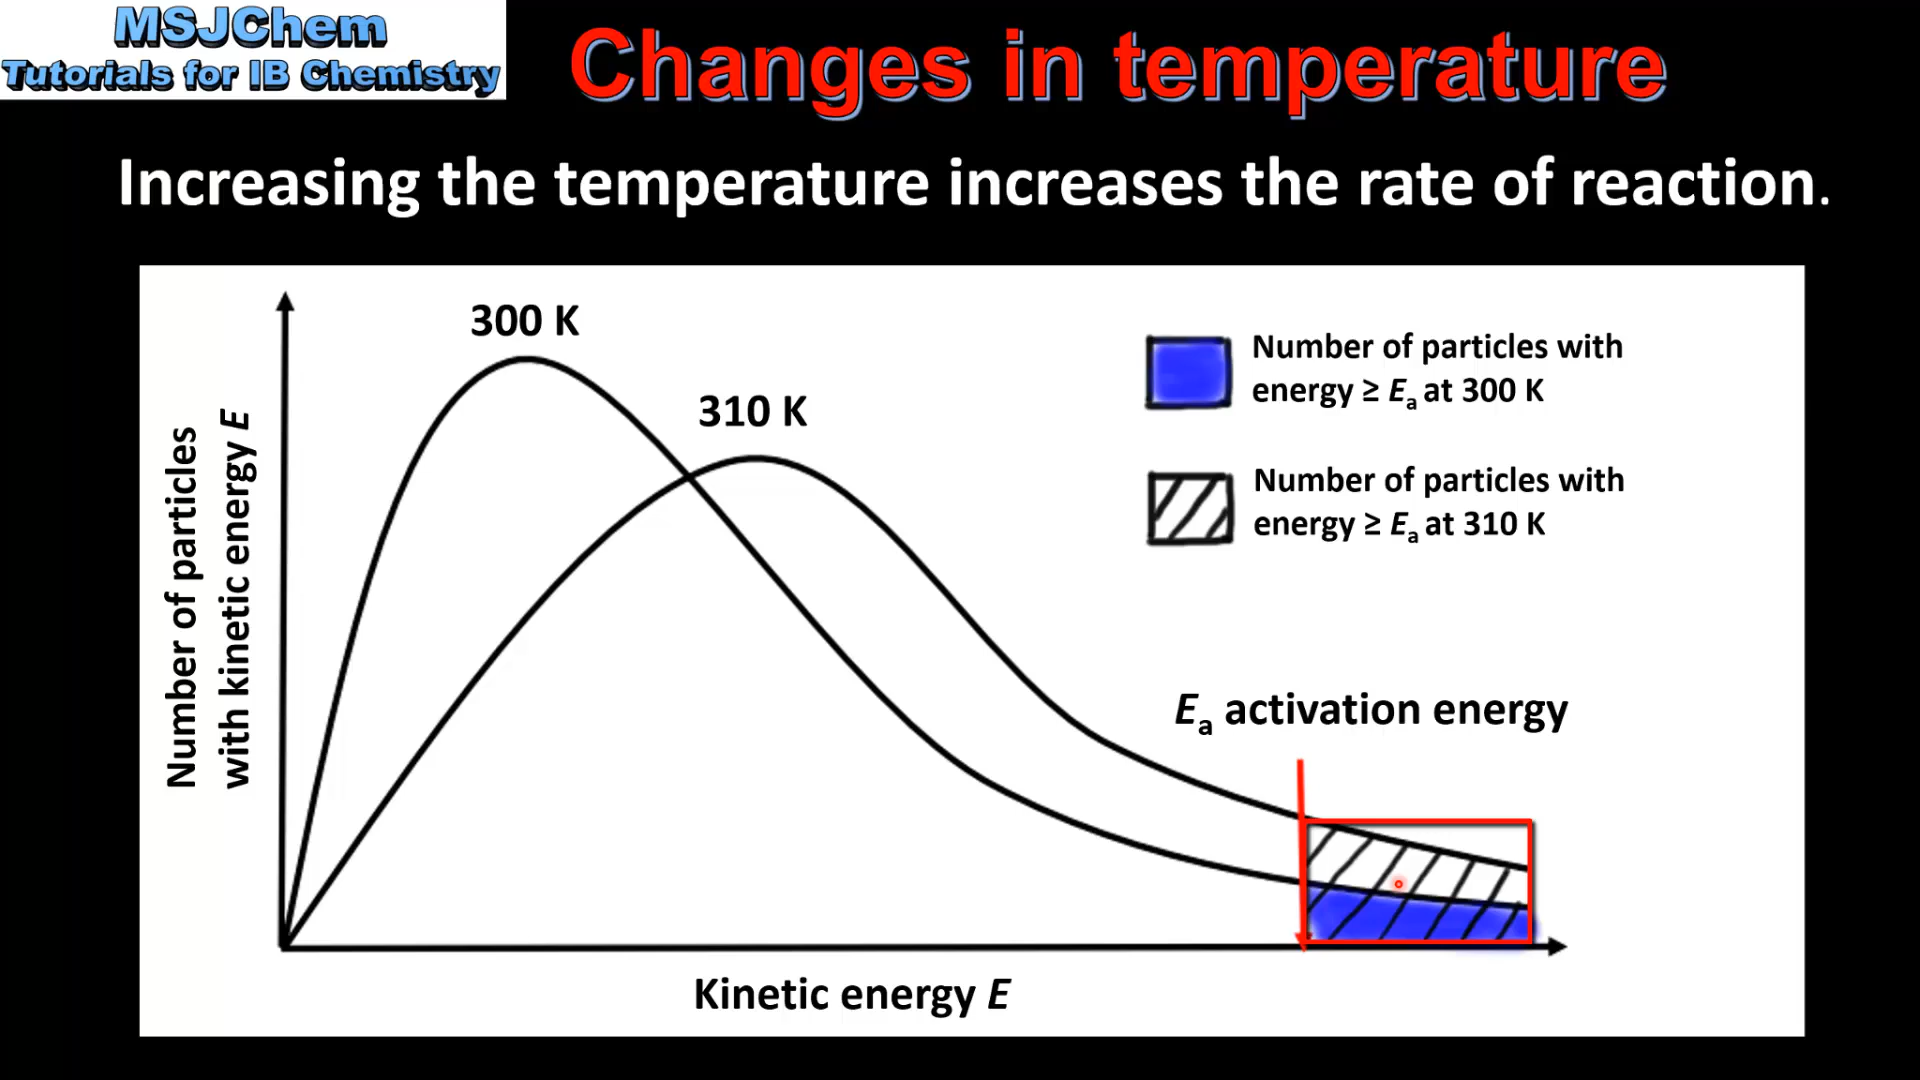 MSJChem
Tutorials for IB Chemistry
Changes in temperature
Increasing the temperature increases the rate of reaction.
300 K
310 K
Number of particles
with kinetic energy E
Number of particles with
energy ≥ Ea at 300 K
Number of particles with
energy ≥ Ea at 310 K
Ea activation energy
Kinetic energy E